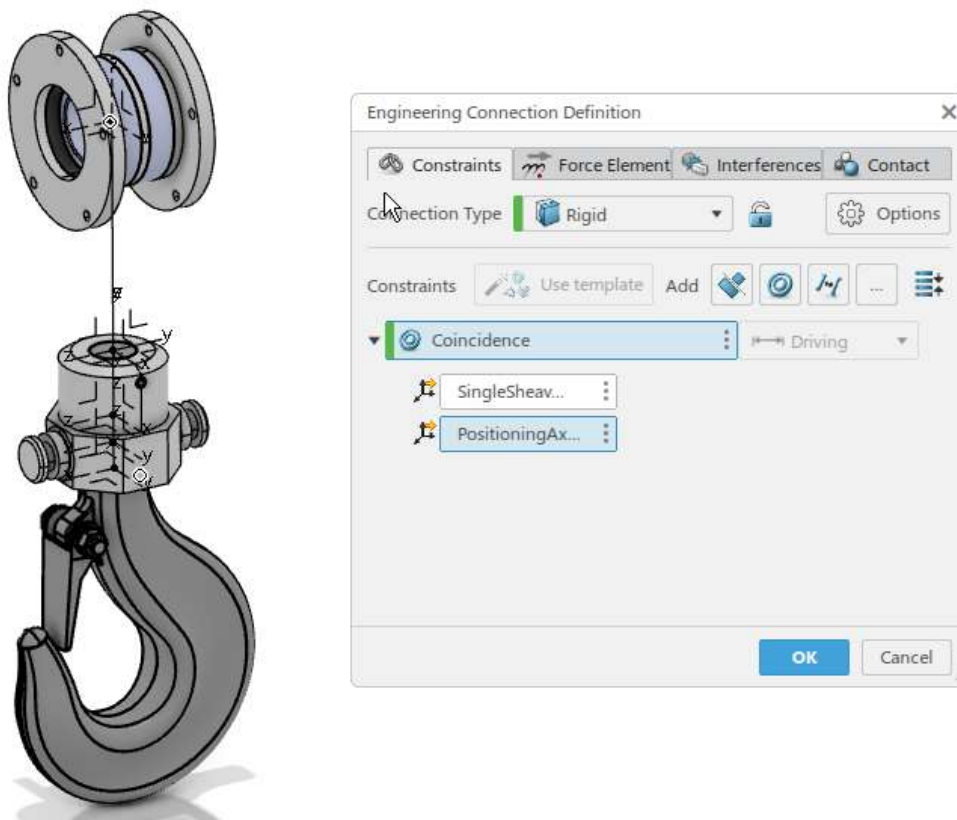 Engineering Connection Definition
Constraints Force Element Interferences Contact
Connection Type Rigid Options
Constraints Use template Add ...
Coincidence Driving
SingleSheav...
PositioningAx...
OK Cancel
z
y
z
x
z
z
z
x
y